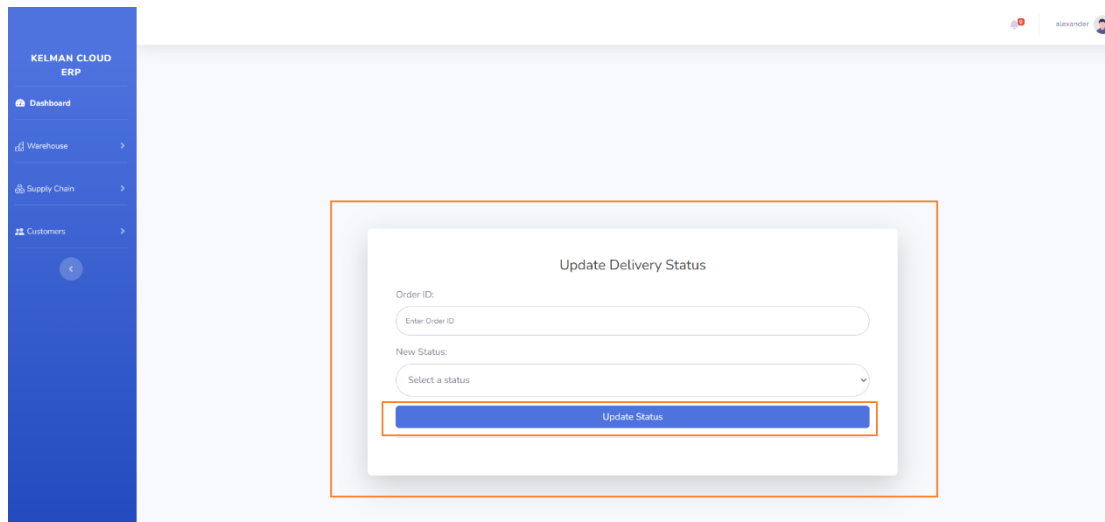 0
alexander
KELMAN CLOUD
ERP
Dashboard
Warehouse
Supply Chain
Customers
Update Delivery Status
Order ID:
Enter Order ID
New Status:
Select a status
Update Status